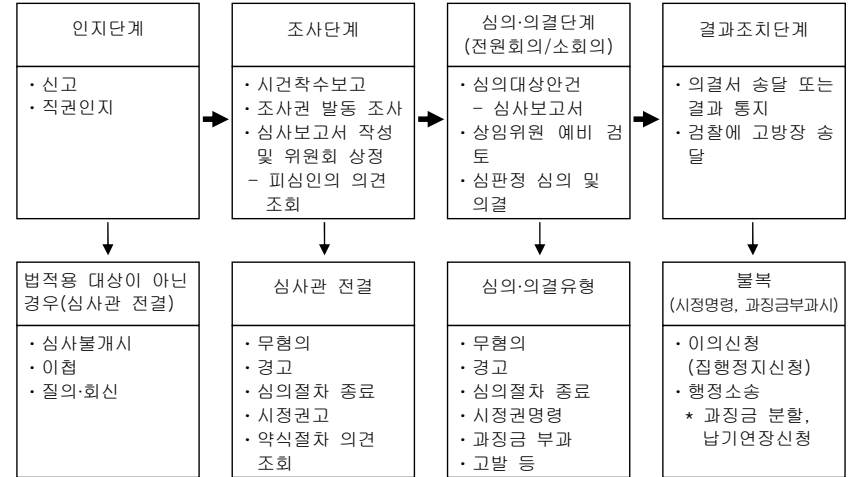 인지단계
・신고
・직권인지
조사단계
・시건착수보고
・조사권 발동 조사
・심사보고서 작성
및 위원회 상정
- 피심인의 의견
조회
심의·의결단계
(전원회의/소회의)
・심의대상안건
- 심사보고서
・상임위원 예비 검
토
・심판정 심의 및
의결
결과조치단계
・의결서 송달 또는
결과 통지
・검찰에 고방장 송
달
법적용 대상이 아닌
경우(심사관 전결)
・심사불개시
・이첩
・질의·회신
심사관 전결
・무혐의
・경고
・심의절차 종료
・시정권고
・약식절차 의견
조회
심의·의결유형
・무혐의
・경고
・심의절차 종료
・시정권명령
・과징금 부과
・고발 등
불복
(시정명령, 과징금부과시)
・이의신청
(집행정지신청)
・행정소송
* 과징금 분할,
납기연장신청